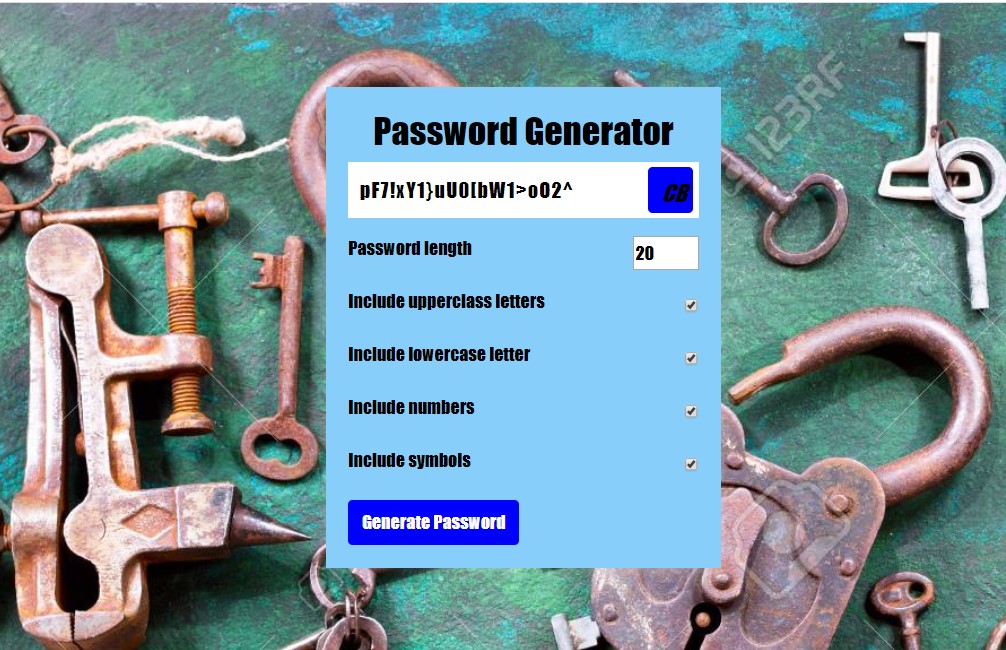 Password Generator
pF7!xY1}uU0[bW1>oO2^
CB
Password length
20
Include upperclass letters
Include lowercase letter
Include numbers
Include symbols
Generate Password
123RF